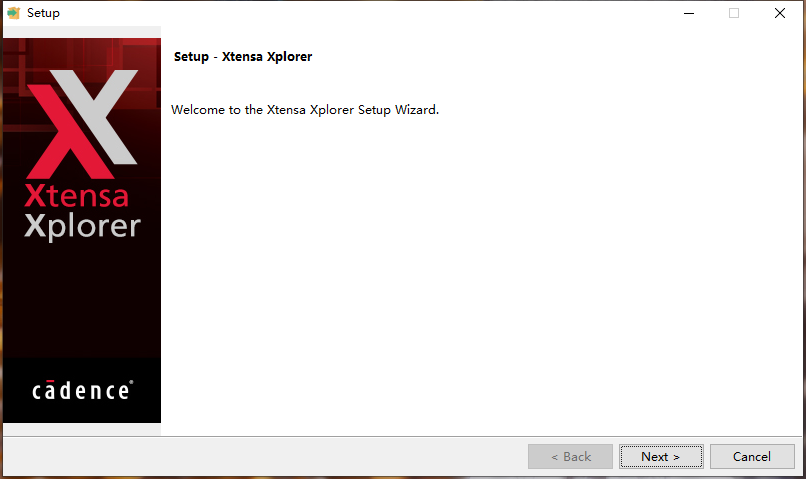 Setup
Setup - Xtensa Xplorer
Welcome to the Xtensa Xplorer Setup Wizard.
Xtensa
Xplorer
cādence®
< Back
Next >
Cancel